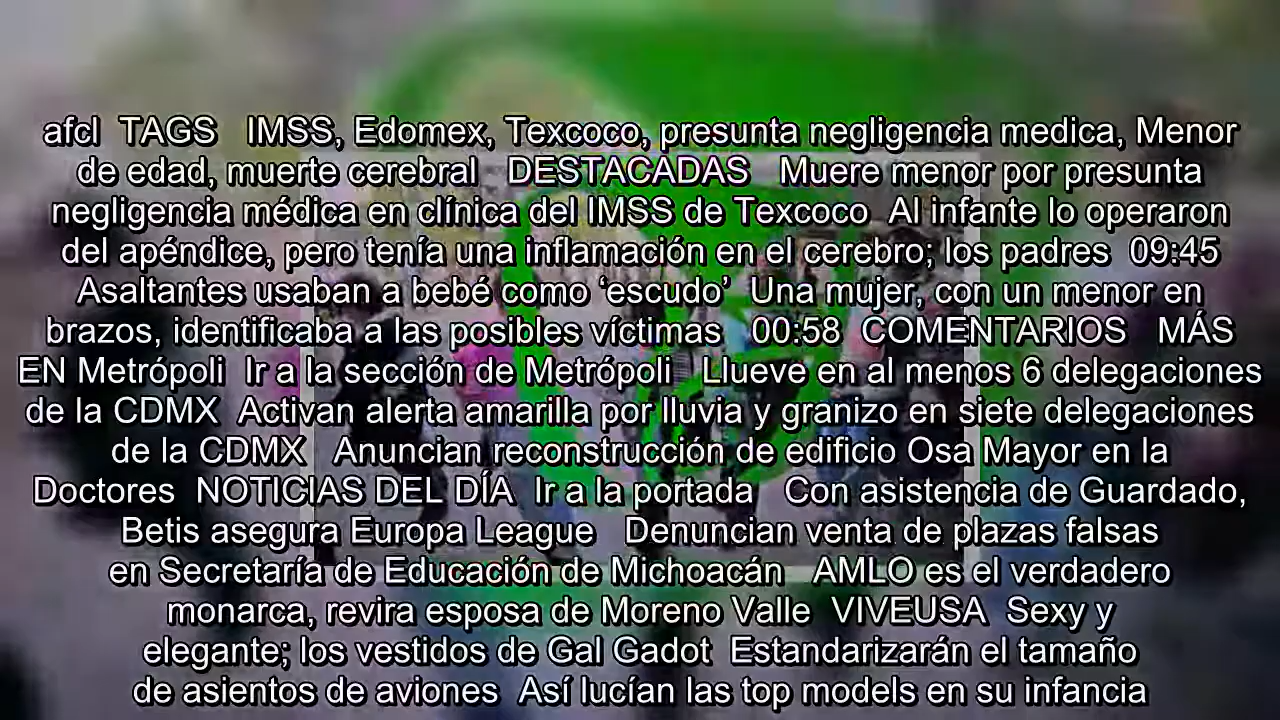 afcl  TAGS   IMSS, Edomex, Texcoco, presunta negligencia medica, Menor
de edad, muerte cerebral   DESTACADAS   Muere menor por presunta
negligencia médica en clínica del IMSS de Texcoco  Al infante lo operaron
del apéndice, pero tenía una inflamación en el cerebro; los padres  09:45
Asaltantes usaban a bebé como ‘escudo’  Una mujer, con un menor en
brazos, identificaba a las posibles víctimas   00:58  COMENTARIOS   MÁS
EN Metrópoli  Ir a la sección de Metrópoli   Llueve en al menos 6 delegaciones
de la CDMX  Activan alerta amarilla por lluvia y granizo en siete delegaciones
de la CDMX   Anuncian reconstrucción de edificio Osa Mayor en la
Doctores  NOTICIAS DEL DÍA  Ir a la portada   Con asistencia de Guardado,
Betis asegura Europa League   Denuncian venta de plazas falsas
en Secretaría de Educación de Michoacán   AMLO es el verdadero
monarca, revira esposa de Moreno Valle  VIVEUSA  Sexy y
elegante; los vestidos de Gal Gadot  Estandarizarán el tamaño
de asientos de aviones  Así lucían las top models en su infancia